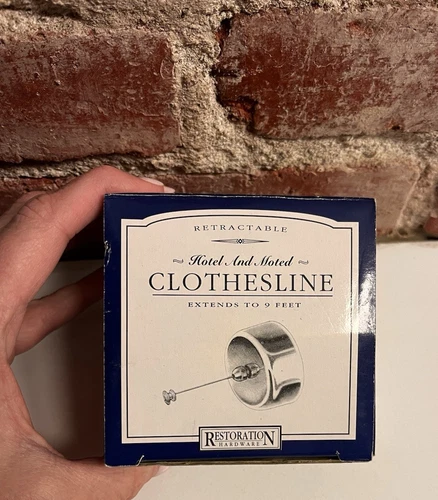 RETRACTABLE
Hotel And Moted
CLOTHESLINE
EXTENDS TO 9 FEET
RESTORATION
HARDWARE